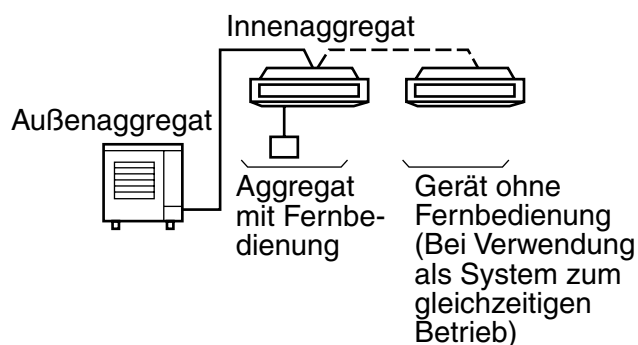 Innenaggregat
Außenaggregat
Aggregat
mit Fernbe-
dienung
Gerät ohne
Fernbedienung
(Bei Verwendung
als System zum
gleichzeitigen
Betrieb)